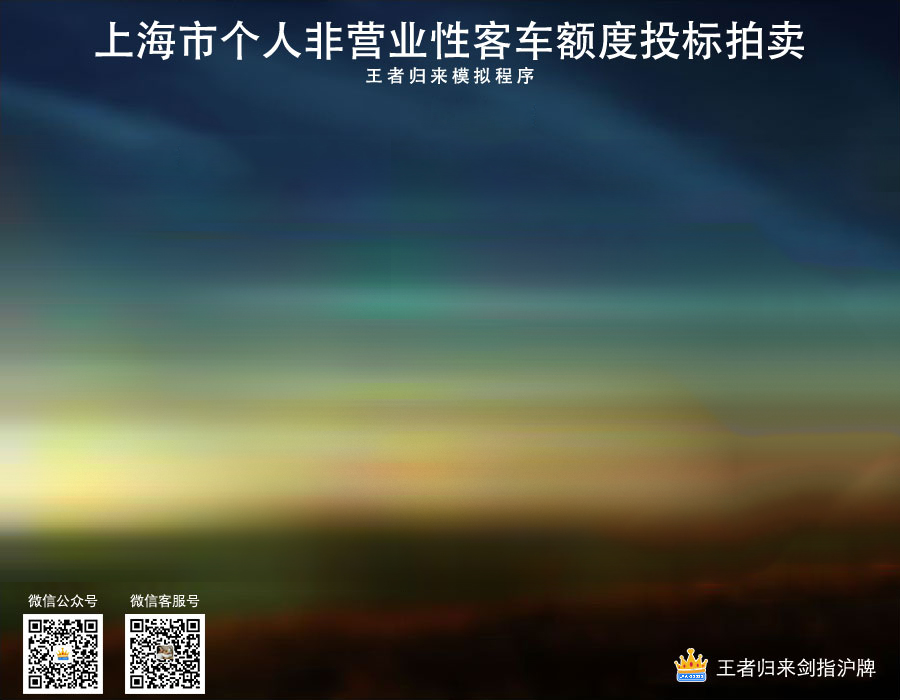 上海市个人非营业性客车额度投标拍卖
王者归来模拟程序
微信公众号
微信客服号
王者归来剑指沪牌